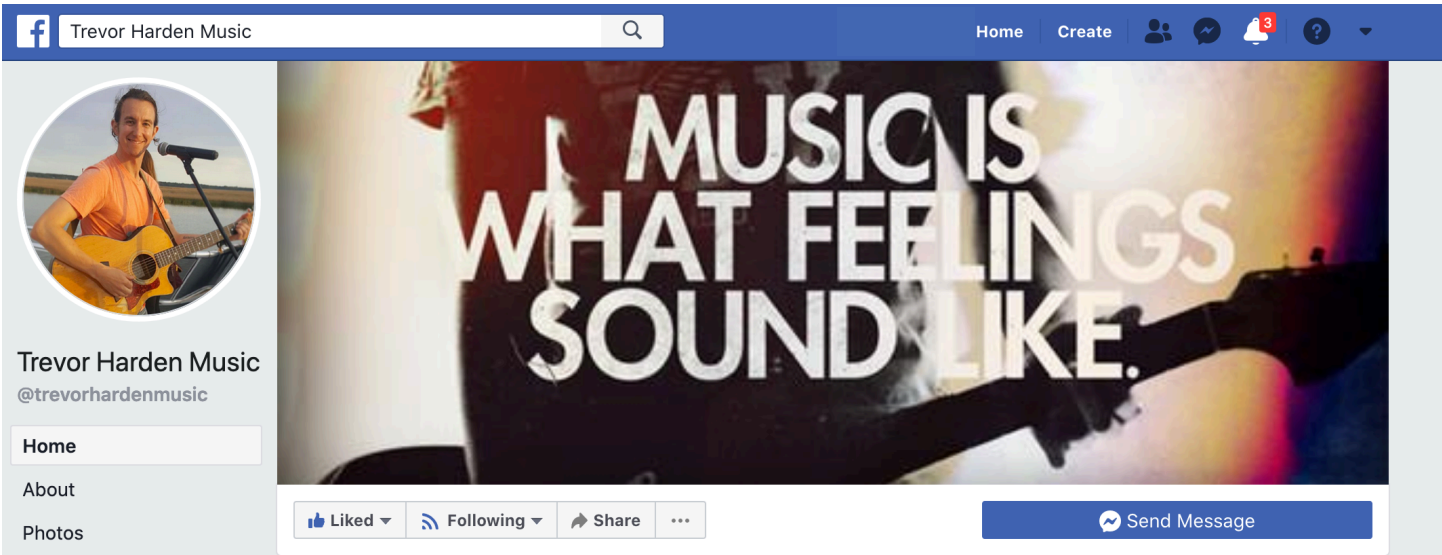 Trevor Harden Music
Home
Create
3
?
MUSIC IS
WHAT FEELINGS
SOUND LIKE.
Trevor Harden Music
@trevorhardenmusic
Home
About
Photos
Liked
Following
Share
...
Send Message